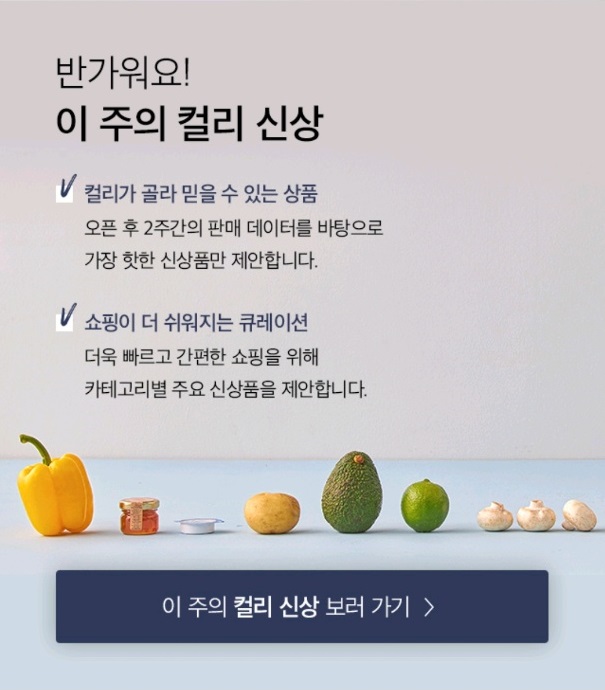 반가워요!
이 주의 컬리 신상
컬리가 골라 믿을 수 있는 상품
오픈 후 2주간의 판매 데이터를 바탕으로
가장 핫한 신상품만 제안합니다.
쇼핑이 더 쉬워지는 큐레이션
더욱 빠르고 간편한 쇼핑을 위해
카테고리별 주요 신상품을 제안합니다.
이 주의 컬리 신상 보러 가기 >